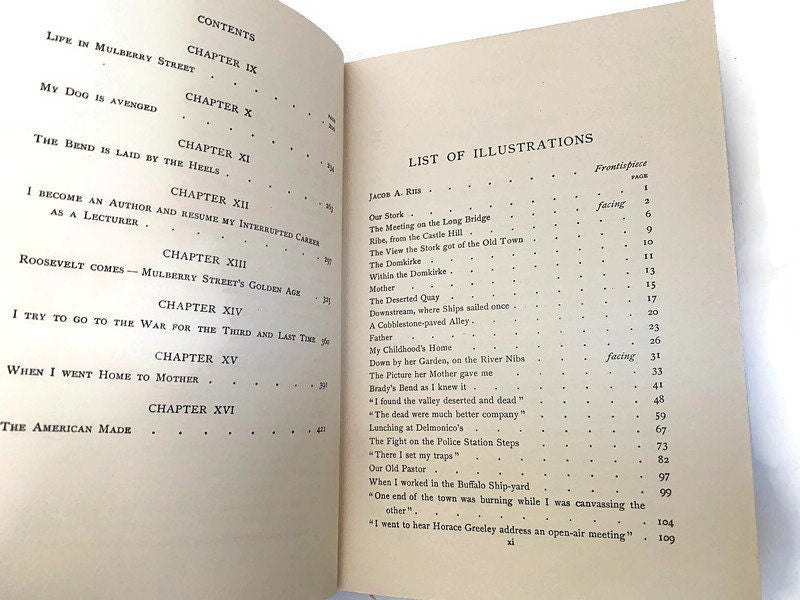 CONTENTS
CHAPTER IX
PAGE
LIFE IN MULBERRY STREET . . . . . . .
CHAPTER X
MY DOG IS AVENGED . . . . . . . 234
CHAPTER XI
THE BEND IS LAID BY THE HEELS . . . . . 263
CHAPTER XII
I BECOME AN AUTHOR AND RESUME MY INTERRUPTED CAREER
AS A LECTURER . . . . . . . 297
CHAPTER XIII
ROOSEVELT COMES — MULBERRY STREET'S GOLDEN AGE . 325
CHAPTER XIV
I TRY TO GO TO THE WAR FOR THE THIRD AND LAST TIME 360
CHAPTER XV
WHEN I WENT HOME TO MOTHER . . . . . 391
CHAPTER XVI
THE AMERICAN MADE . . . . . . . 421
LIST OF ILLUSTRATIONS
JACOB A. RIIS . . . . . . . Frontispiece
PAGE
Our Stork . . . . . . . . 1
The Meeting on the Long Bridge . . . facing 2
Ribe, from the Castle Hill . . . . . . 6
The View the Stork got of the Old Town . . . . 9
The Domkirke . . . . . . . . 10
Within the Domkirke . . . . . . . 11
Mother . . . . . . . . . 13
The Deserted Quay . . . . . . . 15
Downstream, where Ships sailed once . . . . 17
A Cobblestone-paved Alley . . . . . . 20
Father . . . . . . . . . 23
My Childhood's Home . . . . . . . 26
Down by her Garden, on the River Nibs . . facing 31
The Picture her Mother gave me . . . . . 33
Brady's Bend as I knew it . . . . . . 41
"I found the valley deserted and dead" . . . . 48
"The dead were much better company" . . . . 59
Lunching at Delmonico's . . . . . . 67
The Fight on the Police Station Steps . . . . 73
"There I set my traps" . . . . . . 82
Our Old Pastor . . . . . . . . 97
When I worked in the Buffalo Ship-yard . . . . 99
"One end of the town was burning while I was canvassing the
other" . . . . . . . . . 104
"I went to hear Horace Greeley address an open-air meeting" . 109
xi